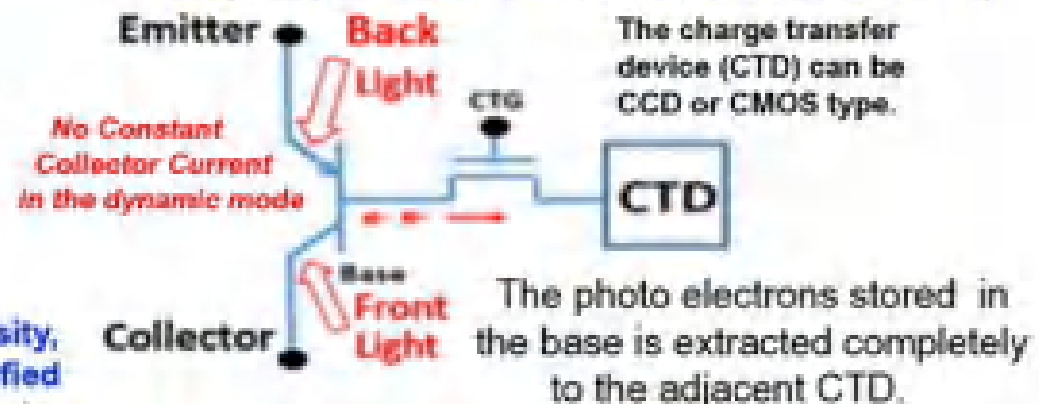 Emitter
Back
Light
The charge transfer
device (CTD) can be
CCD or CMOS type.
CTG
No Constant
Collector Current
in the dynamic mode
CTD
Base
Front
Light
Collector
The photo electrons stored in
the base is extracted completely
to the adjacent CTD.
sity,
fied